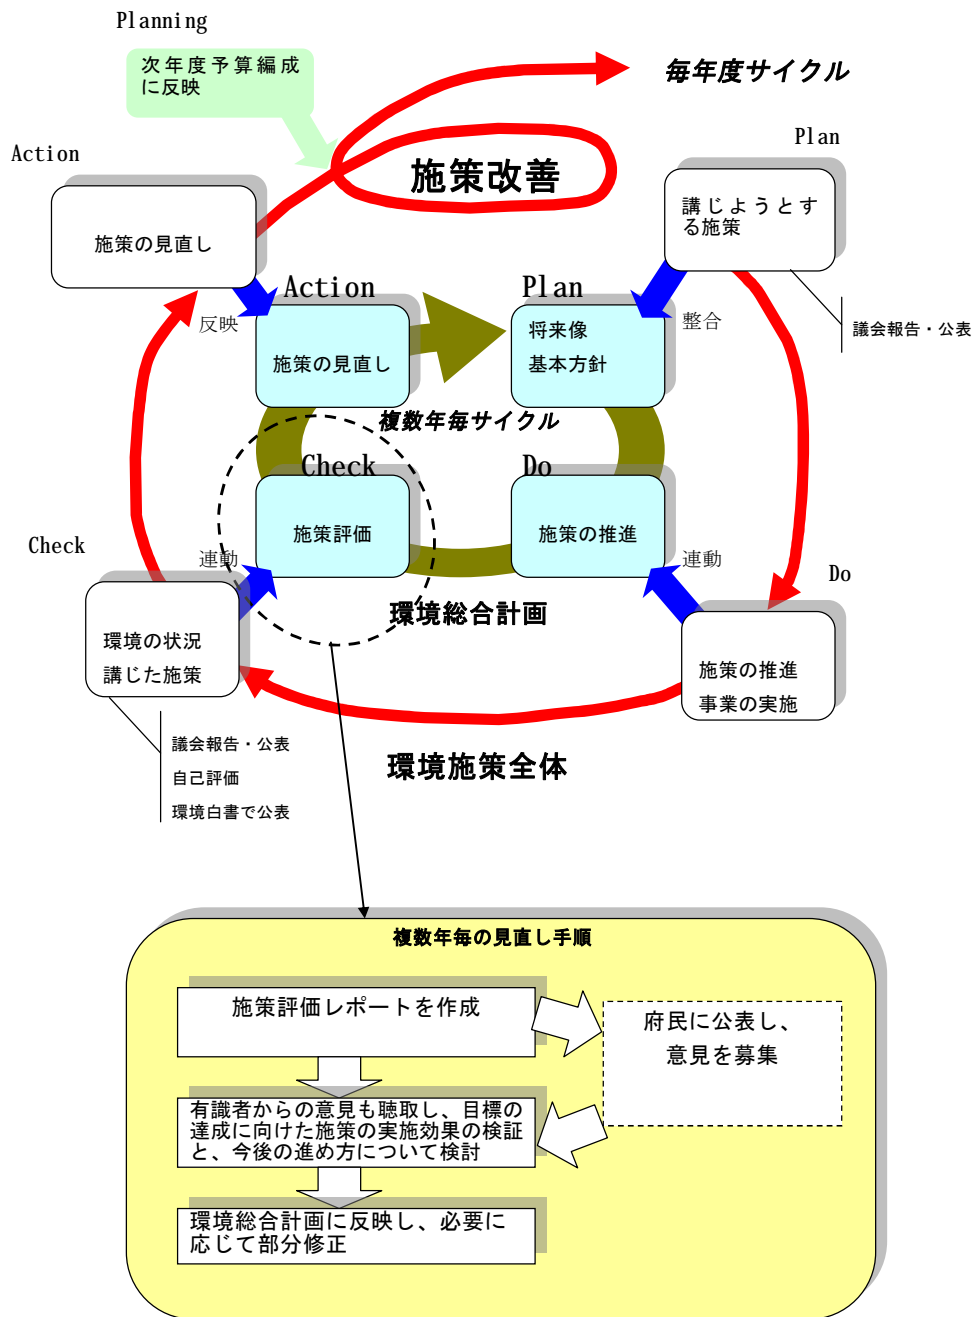 Planning
次年度予算編成
に反映
毎年度サイクル
Action
Plan
施策改善
施策の見直し
講じようとす
る施策
Action
Plan
反映
整合
議会報告・公表
施策の見直し
将来像
基本方針
複数年毎サイクル
Check
Do
施策評価
施策の推進
Check
連動
連動
Do
環境総合計画
環境の状況
講じた施策
施策の推進
事業の実施
議会報告・公表
自己評価
環境白書で公表
環境施策全体
複数年毎の見直し手順
施策評価レポートを作成
府民に公表し、
意見を募集
有識者からの意見も聴取し、目標の
達成に向けた施策の実施効果の検証
と、今後の進め方について検討
環境総合計画に反映し、必要に
応じて部分修正